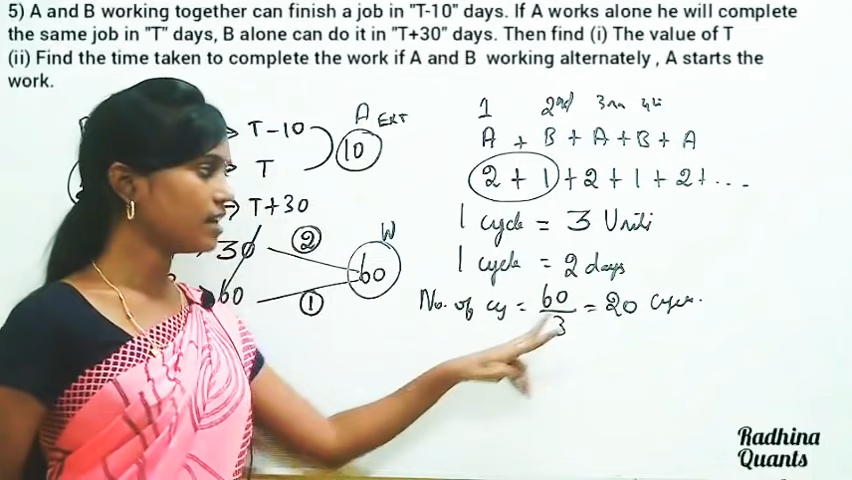 5) A and B working together can finish a job in "T-10" days. If A works alone he will complete
the same job in "T" days, B alone can do it in "T+30" days. Then find (i) The value of T
(ii) Find the time taken to complete the work if A and B working alternately , A starts the
work.
T-10
T
T+30
A EXT
10
30 2
60 1
W
60
1 2nd 3rd 4th
A + B + A + B + A
2 + 1 + 2 + 1 + 2 + ...
1 cycle = 3 Units
1 cycle = 2 days
No. of cy = 60/3 = 20 cycles.
Radhina
Quants